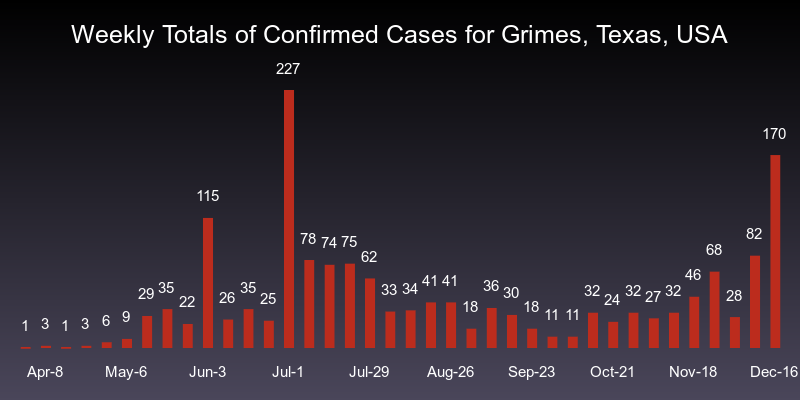 Weekly Totals of Confirmed Cases for Grimes, Texas, USA
1 3 1 3 6 9 29 35 22 115 26 35 25 227 78 74 75 62 33 34 41 41 18 36 30 18 11 11 32 24 32 27 32 46 68 28 82 170
Apr-8 May-6 Jun-3 Jul-1 Jul-29 Aug-26 Sep-23 Oct-21 Nov-18 Dec-16